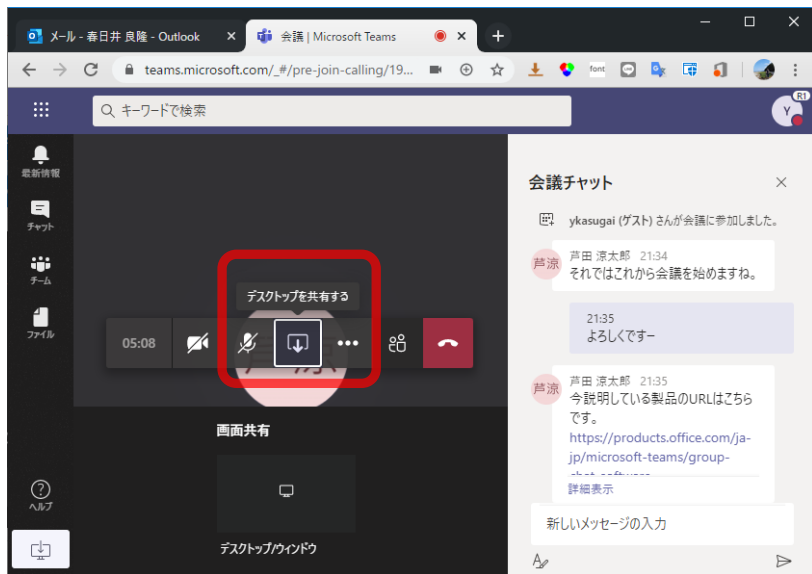 メール - 春日井 良隆 - Outlook
会議 | Microsoft Teams
teams.microsoft.com/_#/pre-join-calling/19...
font
キーワードで検索
Y
R1
最新情報
チャット
チーム
ファイル
ヘルプ
デスクトップを共有する
05:08
画面共有
デスクトップ/ウィンドウ
会議チャット
ykasugai (ゲスト) さんが会議に参加しました。
芦涼
芦田 涼太郎 21:34
それではこれから会議を始めますね。
21:35
よろしくですー
芦涼
芦田 涼太郎 21:35
今説明している製品のURLはこちら
です。
https://products.office.com/ja-
jp/microsoft-teams/group-
chat-software
詳細表示
新しいメッセージの入力